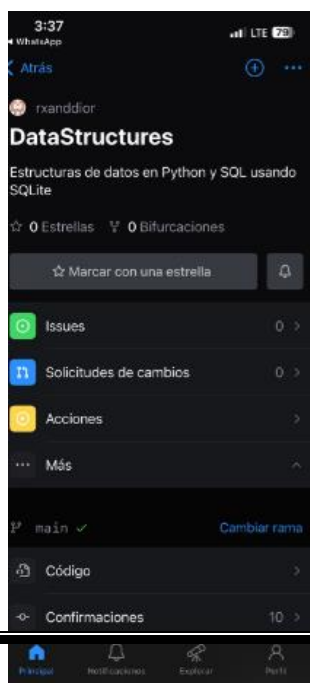 3:37
LTE 79
WhatsApp
Atrás
rxanddior
DataStructures
Estructuras de datos en Python y SQL usando
SQLite
0 Estrellas 0 Bifurcaciones
Marcar con una estrella
Issues 0
Solicitudes de cambios 0
Acciones
Más
main Cambiar rama
Código
Confirmaciones 10
Principal Notificaciones Explorar Perfil